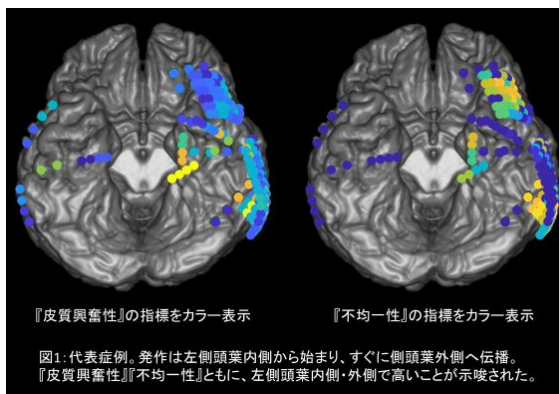 『皮質興奮性』の指標をカラー表示
『不均一性』の指標をカラー表示
図1：代表症例。発作は左側頭葉内側から始まり、すぐに側頭葉外側へ伝播。
『皮質興奮性』『不均一性』ともに、左側頭葉内側・外側で高いことが示唆された。